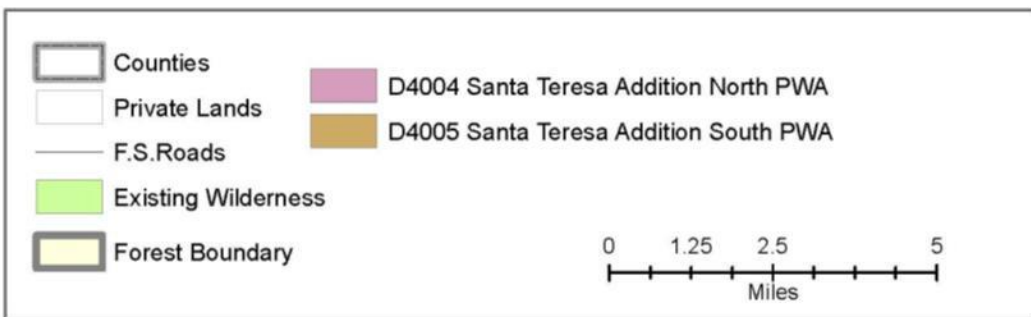 Counties
Private Lands
F.S.Roads
Existing Wilderness
Forest Boundary
D4004 Santa Teresa Addition North PWA
D4005 Santa Teresa Addition South PWA
0 1.25 2.5 5
Miles